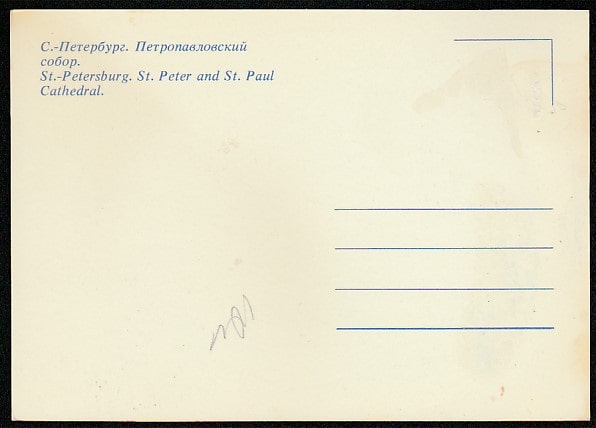 С.-Петербург. Петропавловский
собор.
St.-Petersburg. St. Peter and St. Paul
Cathedral.